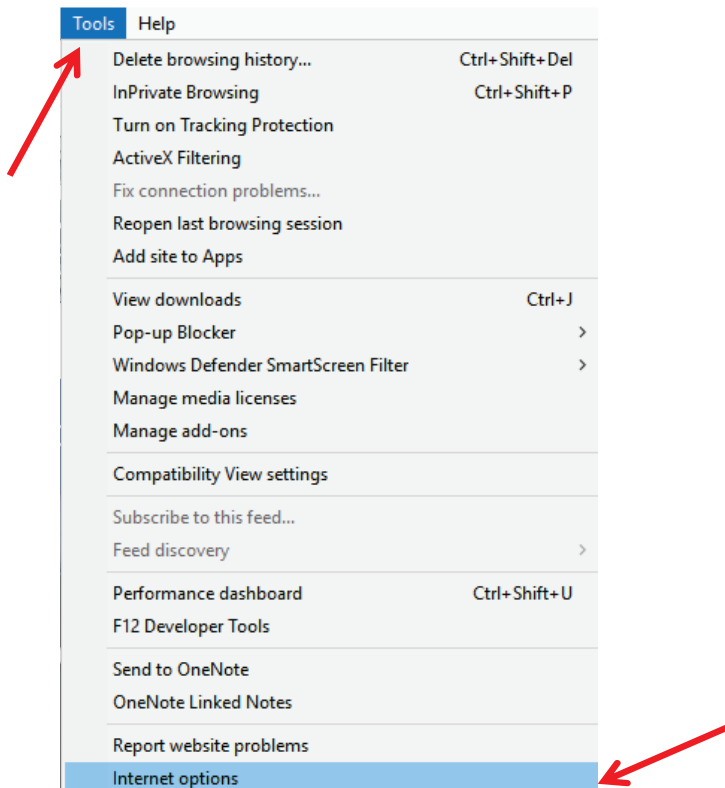 Tools Help
Delete browsing history... Ctrl+Shift+Del
InPrivate Browsing Ctrl+Shift+P
Turn on Tracking Protection
ActiveX Filtering
Fix connection problems...
Reopen last browsing session
Add site to Apps
View downloads Ctrl+J
Pop-up Blocker
Windows Defender SmartScreen Filter
Manage media licenses
Manage add-ons
Compatibility View settings
Subscribe to this feed...
Feed discovery
Performance dashboard Ctrl+Shift+U
F12 Developer Tools
Send to OneNote
OneNote Linked Notes
Report website problems
Internet options